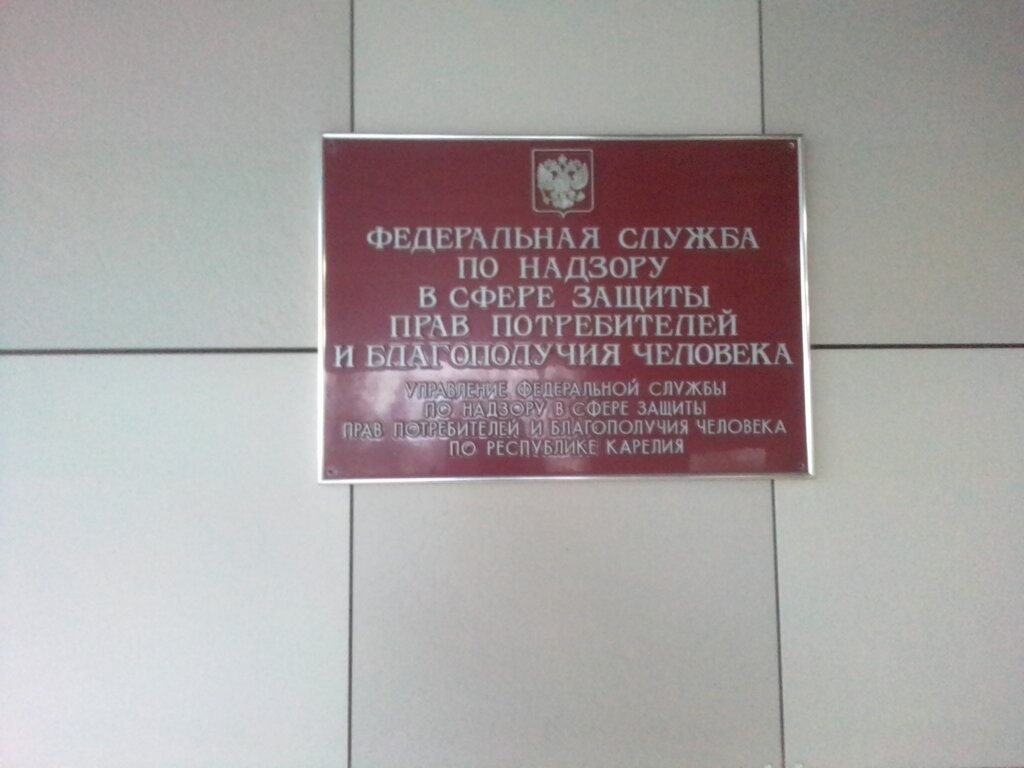 ФЕДЕРАЛЬНАЯ СЛУЖБА
ПО НАДЗОРУ
В СФЕРЕ ЗАЩИТЫ
ПРАВ ПОТРЕБИТЕЛЕЙ
И БЛАГОПОЛУЧИЯ ЧЕЛОВЕКА
УПРАВЛЕНИЕ ФЕДЕРАЛЬНОЙ СЛУЖБЫ
ПО НАДЗОРУ В СФЕРЕ ЗАЩИТЫ
ПРАВ ПОТРЕБИТЕЛЕЙ И БЛАГОПОЛУЧИЯ ЧЕЛОВЕКА
ПО РЕСПУБЛИКЕ КАРЕЛИЯ